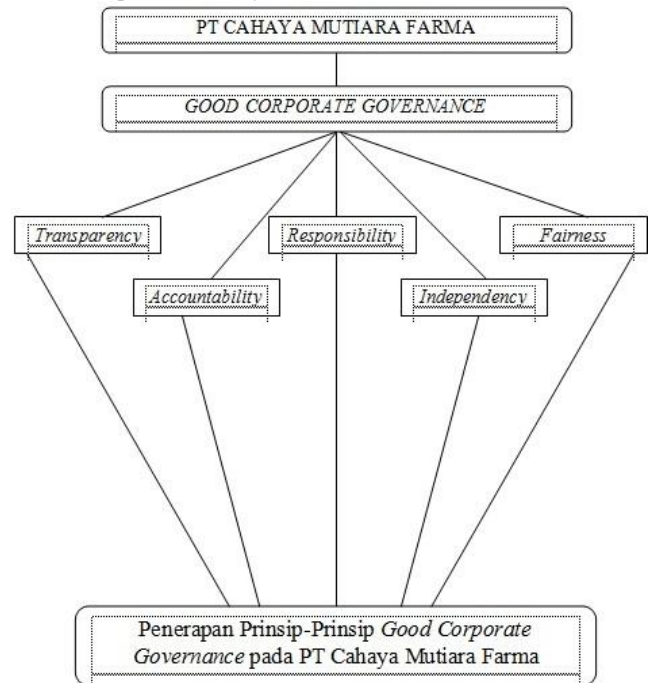 PT CAHAYA MUTIARA FARMA
GOOD CORPORATE GOVERNANCE
Transparency
Responsibility
Fairness
Accountability
Independency
Penerapan Prinsip-Prinsip Good Corporate
Governance pada PT Cahaya Mutiara Farma